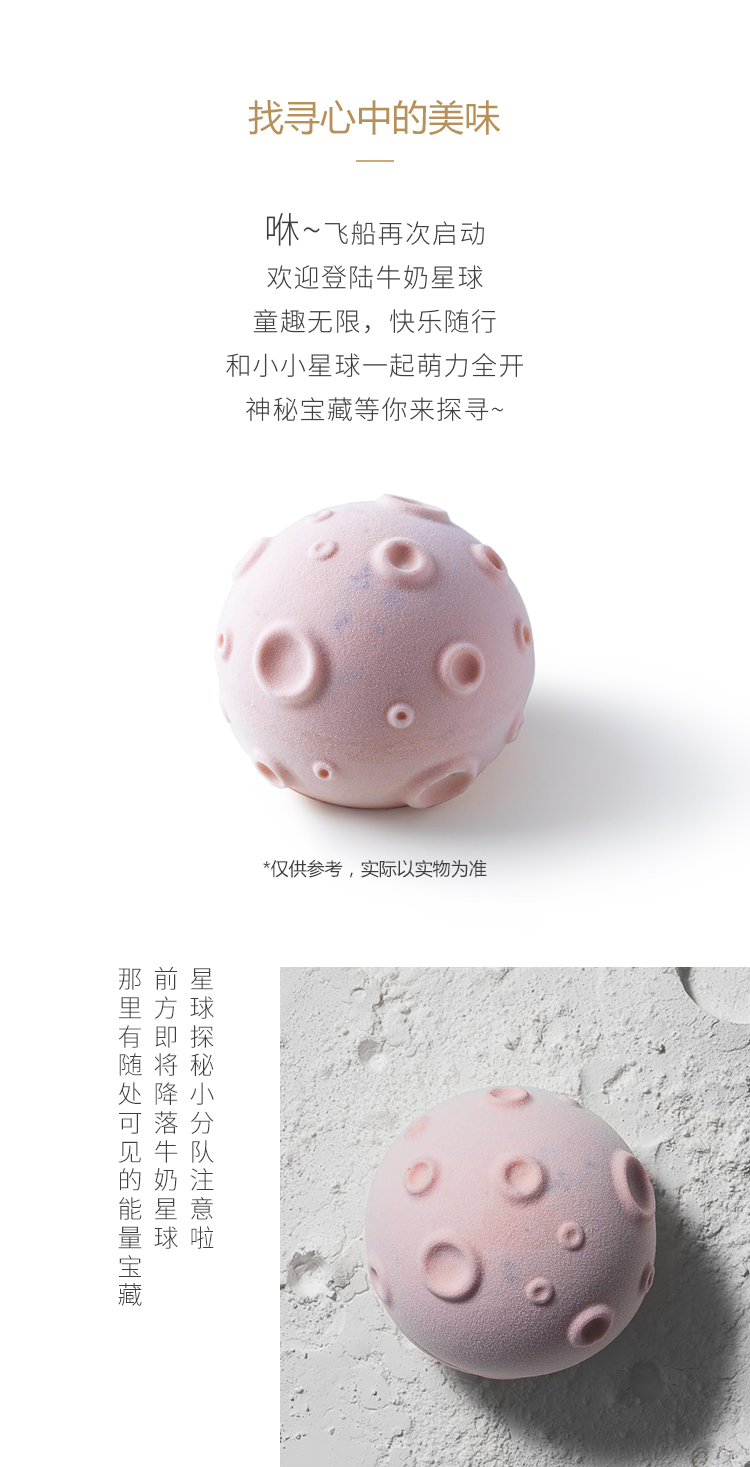 找寻心中的美味
咻~飞船再次启动
欢迎登陆牛奶星球
童趣无限，快乐随行
和小小星球一起萌力全开
神秘宝藏等你来探寻~
*仅供参考，实际以实物为准
星球探秘小分队注意啦
前方即将降落牛奶星球
那里有随处可见的能量宝藏